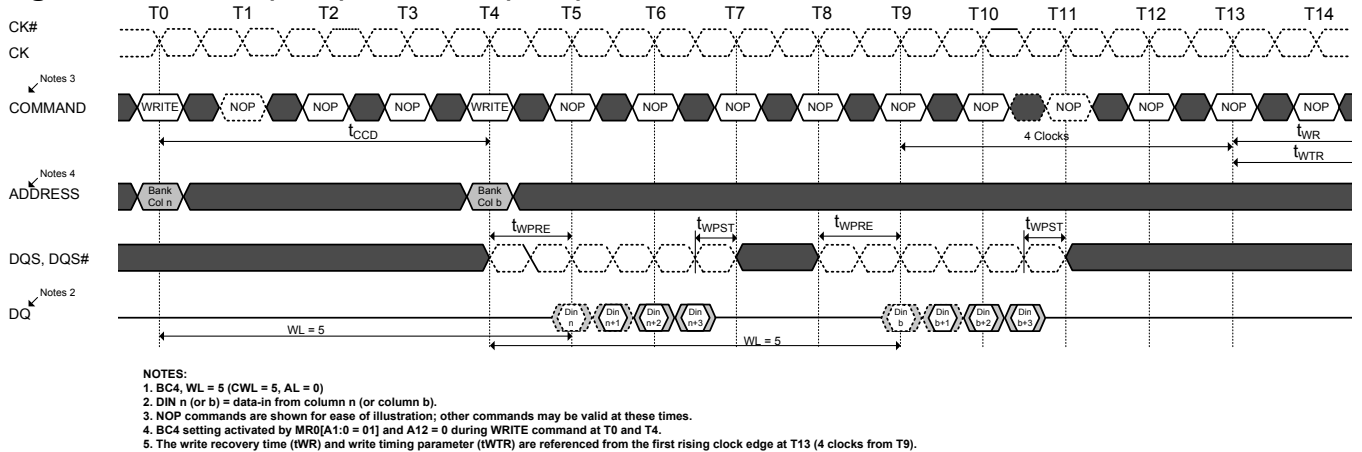 T0 T1 T2 T3 T4 T5 T6 T7 T8 T9 T10 T11 T12 T13 T14
CK#
CK
Notes 3
COMMAND WRITE NOP NOP NOP WRITE NOP NOP NOP NOP NOP NOP NOP NOP NOP NOP
tCCD 4 Clocks tWR
tWTR
Notes 4
ADDRESS Bank Col n Bank Col b
tWPRE tWPST tWPRE tWPST
DQS, DQS#
Notes 2
DQ Din n Din n+1 Din n+2 Din n+3 Din b Din b+1 Din b+2 Din b+3
WL = 5 WL = 5
NOTES:
1. BC4, WL = 5 (CWL = 5, AL = 0)
2. DIN n (or b) = data-in from column n (or column b).
3. NOP commands are shown for ease of illustration; other commands may be valid at these times.
4. BC4 setting activated by MR0[A1:0 = 01] and A12 = 0 during WRITE command at T0 and T4.
5. The write recovery time (tWR) and write timing parameter (tWTR) are referenced from the first rising clock edge at T13 (4 clocks from T9).